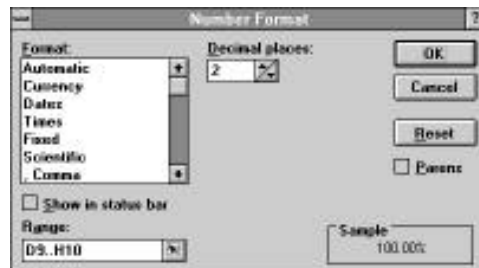 Number Format
?
Format:
Automatic
Currency
Dates
Times
Fixed
Scientific
, Comma
Decimal places:
2
OK
Cancel
Reset
Parens
Show in status bar
Range:
D9..H10
Sample
100.00%